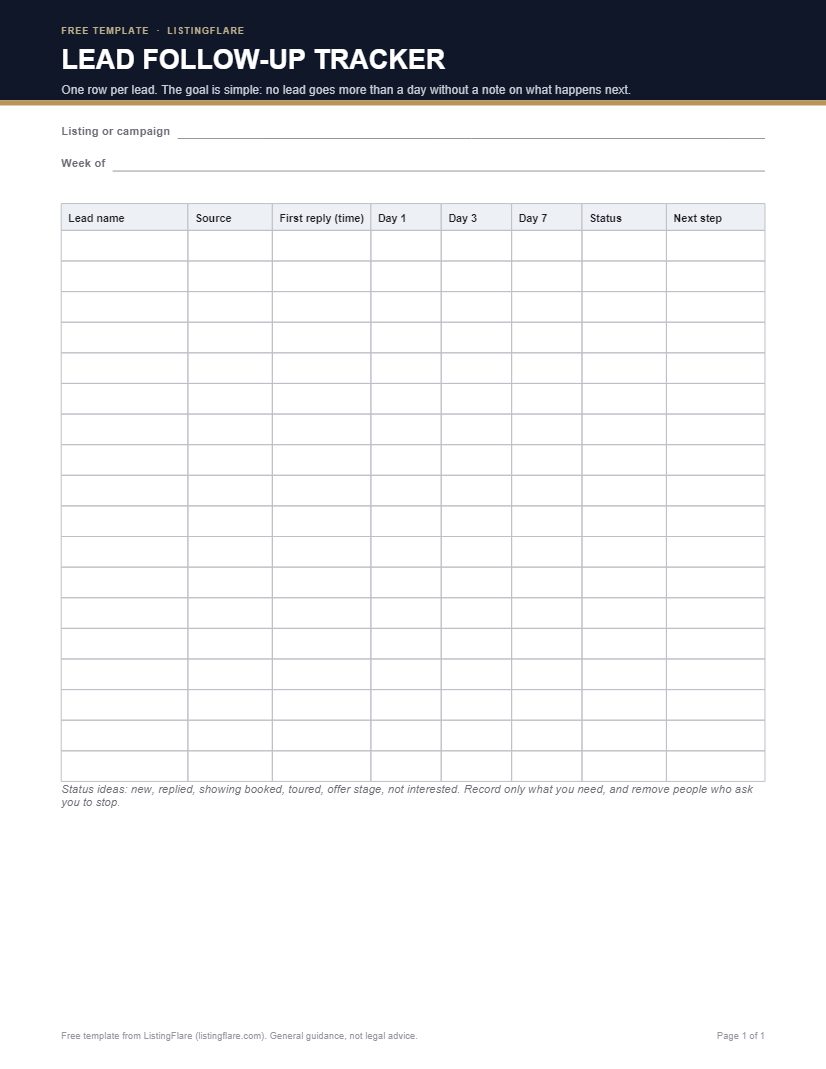 FREE TEMPLATE · LISTINGFLARE
LEAD FOLLOW-UP TRACKER
One row per lead. The goal is simple: no lead goes more than a day without a note on what happens next.
Listing or campaign
Week of
Lead name Source First reply (time) Day 1 Day 3 Day 7 Status Next step
Status ideas: new, replied, showing booked, toured, offer stage, not interested. Record only what you need, and remove people who ask
you to stop.
Free template from ListingFlare (listingflare.com). General guidance, not legal advice. Page 1 of 1